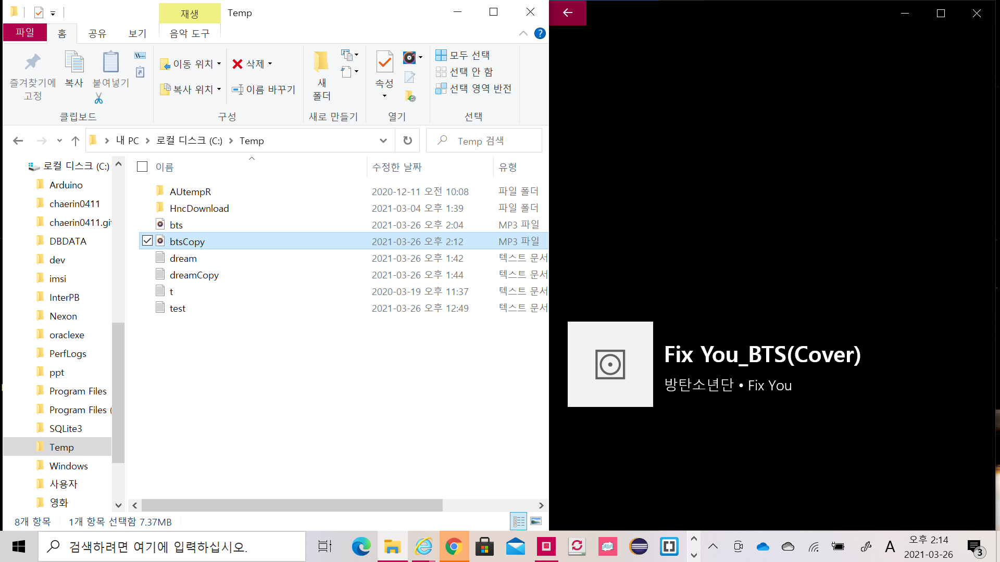 재생
Temp
파일
홈
공유
보기
음악 도구
즐겨찾기에
고정
복사
붙여넣기
이동 위치
복사 위치
삭제
이름 바꾸기
새
폴더
속성
모두 선택
선택 안 함
선택 영역 반전
클립보드
구성
새로 만들기
열기
선택
내 PC
로컬 디스크 (C:)
Temp
Temp 검색
로컬 디스크 (C:)
Arduino
chaerin0411
chaerin0411.git
DBDATA
dev
imsi
InterPB
Nexon
oraclexe
PerfLogs
ppt
Program Files
Program Files (
SQLite3
Temp
Windows
사용자
영화
이름 수정한 날짜 유형
AUtempR 2020-12-11 오전 10:08 파일 폴더
HncDownload 2021-03-04 오후 1:39 파일 폴더
bts 2021-03-26 오후 2:04 MP3 파일
btsCopy 2021-03-26 오후 2:12 MP3 파일
dream 2021-03-26 오후 1:42 텍스트 문서
dreamCopy 2021-03-26 오후 1:44 텍스트 문서
t 2020-03-19 오후 11:37 텍스트 문서
test 2021-03-26 오후 12:49 텍스트 문서
8개 항목 1개 항목 선택함 7.37MB
Fix You_BTS(Cover)
방탄소년단 • Fix You
검색하려면 여기에 입력하십시오.
A
오후 2:14
2021-03-26
3